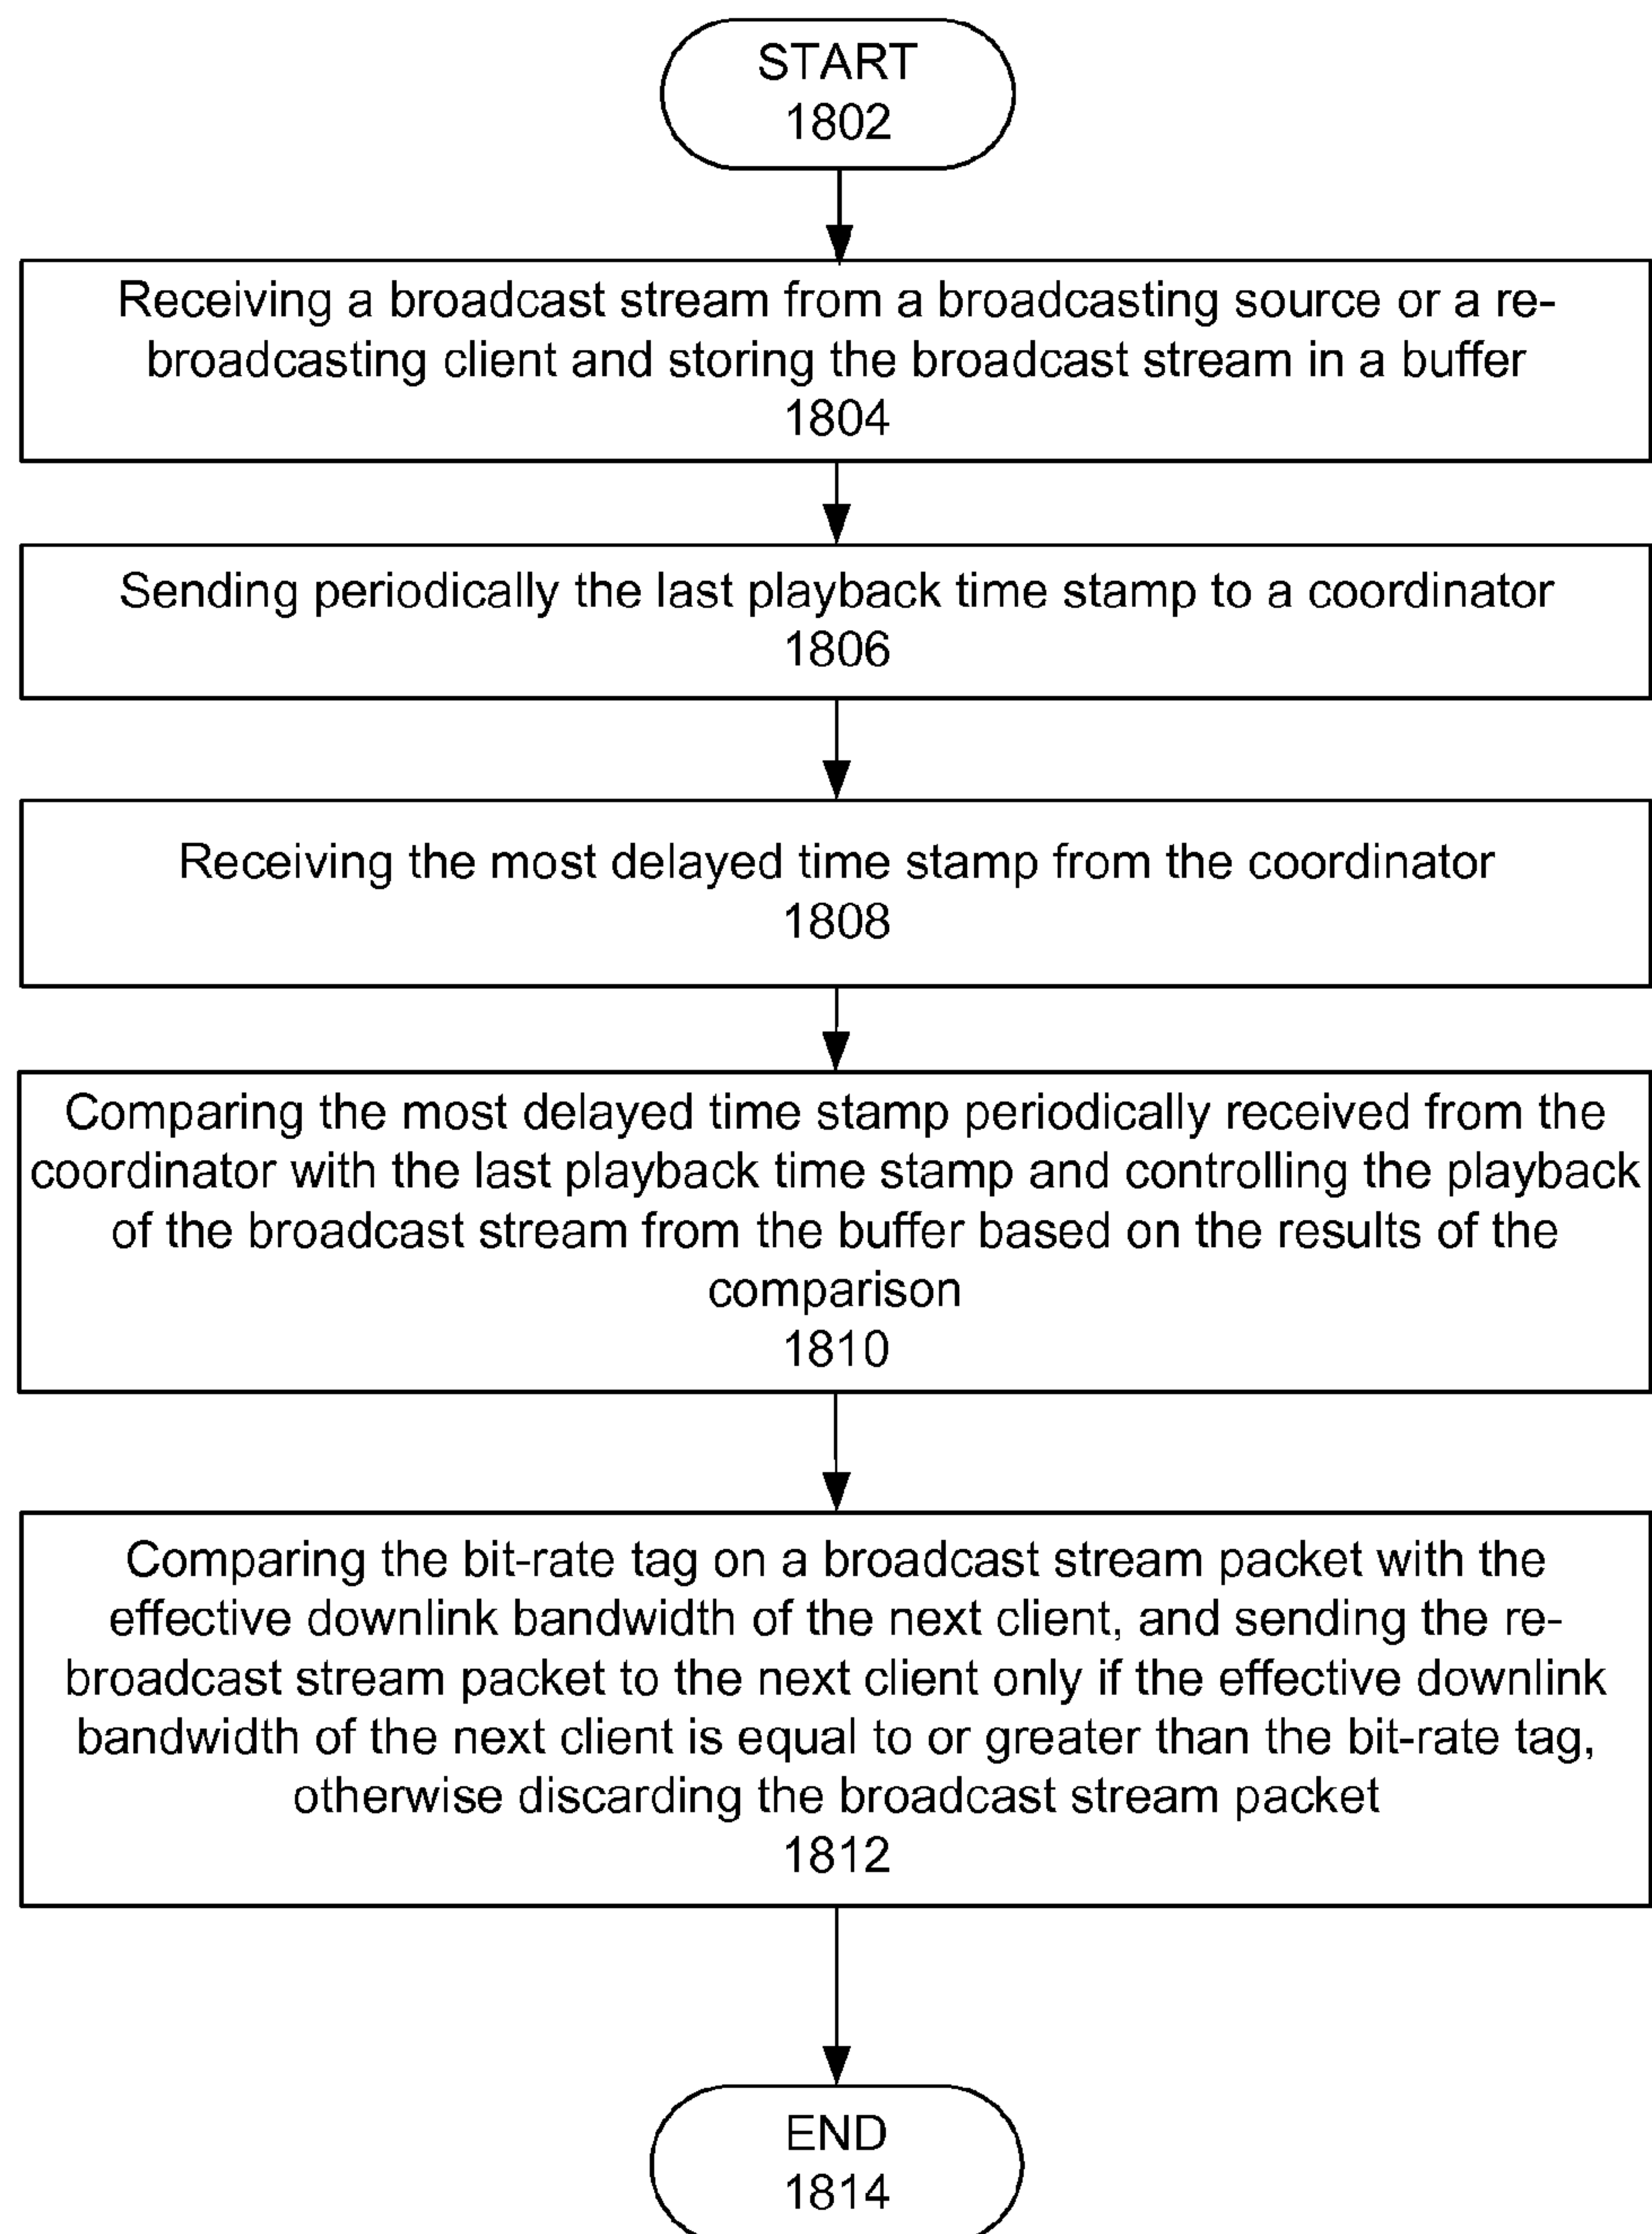 START
1802
Receiving a broadcast stream from a broadcasting source or a re-
broadcasting client and storing the broadcast stream in a buffer
1804
Sending periodically the last playback time stamp to a coordinator
1806
Receiving the most delayed time stamp from the coordinator
1808
Comparing the most delayed time stamp periodically received from the
coordinator with the last playback time stamp and controlling the playback
of the broadcast stream from the buffer based on the results of the
comparison
1810
Comparing the bit-rate tag on a broadcast stream packet with the
effective downlink bandwidth of the next client, and sending the re-
broadcast stream packet to the next client only if the effective downlink
bandwidth of the next client is equal to or greater than the bit-rate tag,
otherwise discarding the broadcast stream packet
1812
END
1814